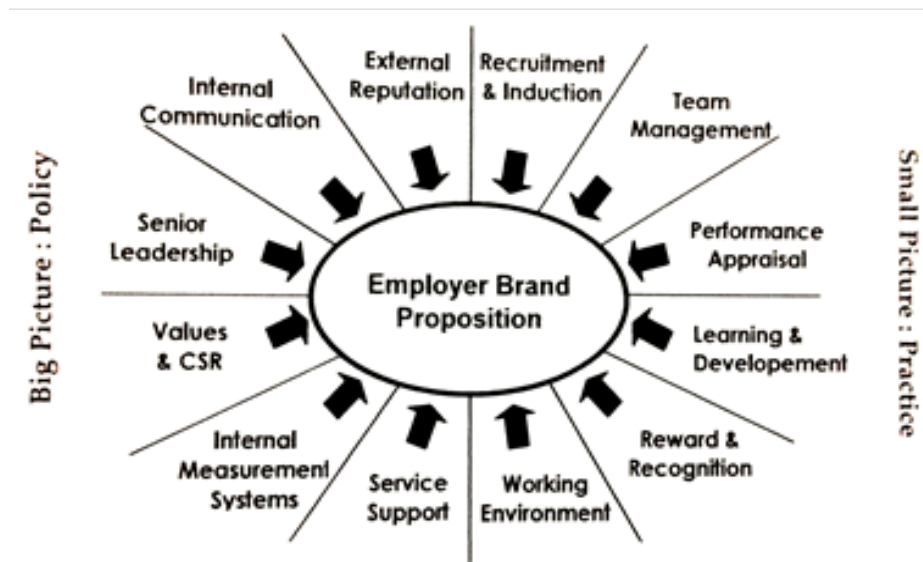 External
Reputation
Recruitment
& Induction
Internal
Communication
Team
Management
Big Picture : Policy
Small Picture : Practice
Senior
Leadership
Performance
Appraisal
Employer Brand
Proposition
Values
& CSR
Learning &
Developement
Internal
Measurement
Systems
Service
Support
Working
Environment
Reward &
Recognition